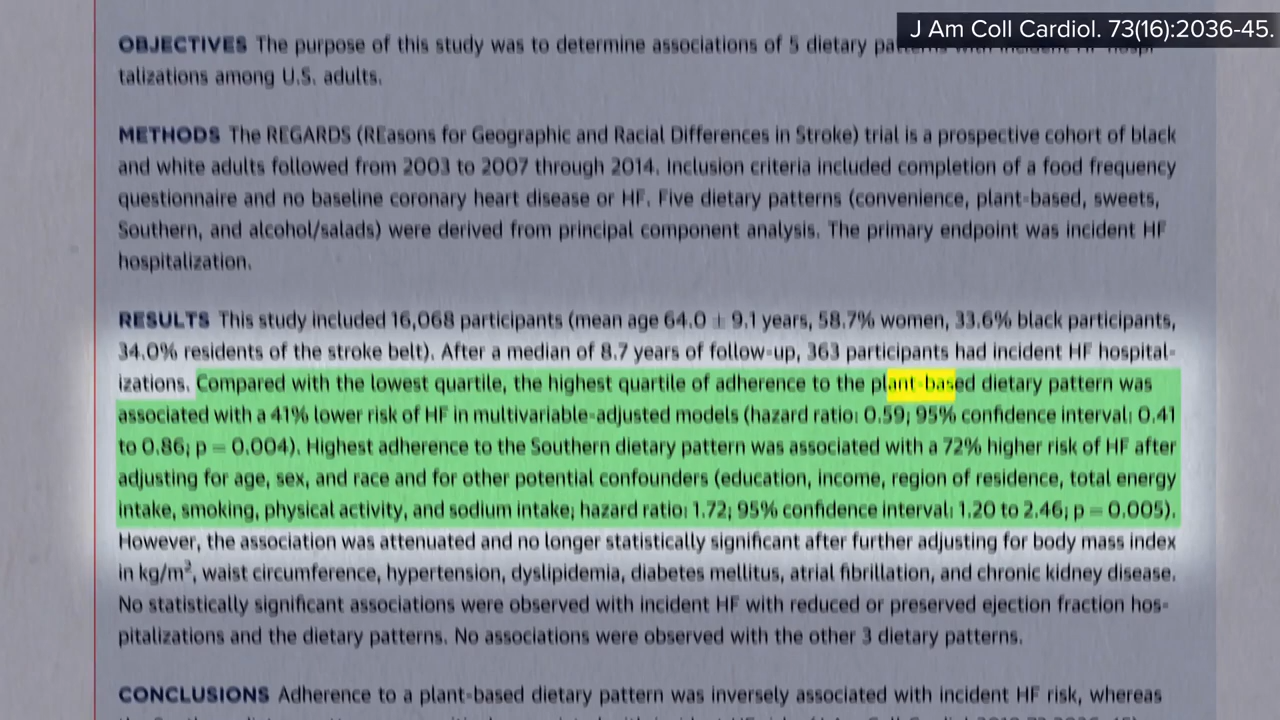 J Am Coll Cardiol. 73(16):2036-45.
OBJECTIVES The purpose of this study was to determine associations of 5 dietary
talizations among U.S. adults.
METHODS The REGARDS (REasons for Geographic and Racial Differences in Stroke) trial is a prospective cohort of black
and white adults followed from 2003 to 2007 through 2014. Inclusion criteria included completion of a food frequency
questionnaire and no baseline coronary heart disease or HF. Five dietary patterns (convenience, plant-based, sweets,
Southern, and alcohol/salads) were derived from principal component analysis. The primary endpoint was incident HF
hospitalization.
RESULTS This study included 16,068 participants (mean age 64.0 ± 9.1 years, 58.7% women, 33.6% black participants,
34.0% residents of the stroke belt). After a median of 8.7 years of follow-up, 363 participants had incident HF hospital-
izations. Compared with the lowest quartile, the highest quartile of adherence to the plant-based dietary pattern was
associated with a 41% lower risk of HF in multivariable-adjusted models (hazard ratio: 0.59; 95% confidence interval: 0.41
to 0.86; p = 0.004). Highest adherence to the Southern dietary pattern was associated with a 72% higher risk of HF after
adjusting for age, sex, and race and for other potential confounders (education, income, region of residence, total energy
intake, smoking, physical activity, and sodium intake; hazard ratio: 1.72; 95% confidence interval: 1.20 to 2.46; p = 0.005).
However, the association was attenuated and no longer statistically significant after further adjusting for body mass index
in kg/m², waist circumference, hypertension, dyslipidemia, diabetes mellitus, atrial fibrillation, and chronic kidney disease.
No statistically significant associations were observed with incident HF with reduced or preserved ejection fraction hos-
pitalizations and the dietary patterns. No associations were observed with the other 3 dietary patterns.
CONCLUSIONS Adherence to a plant-based dietary pattern was inversely associated with incident HF risk, whereas